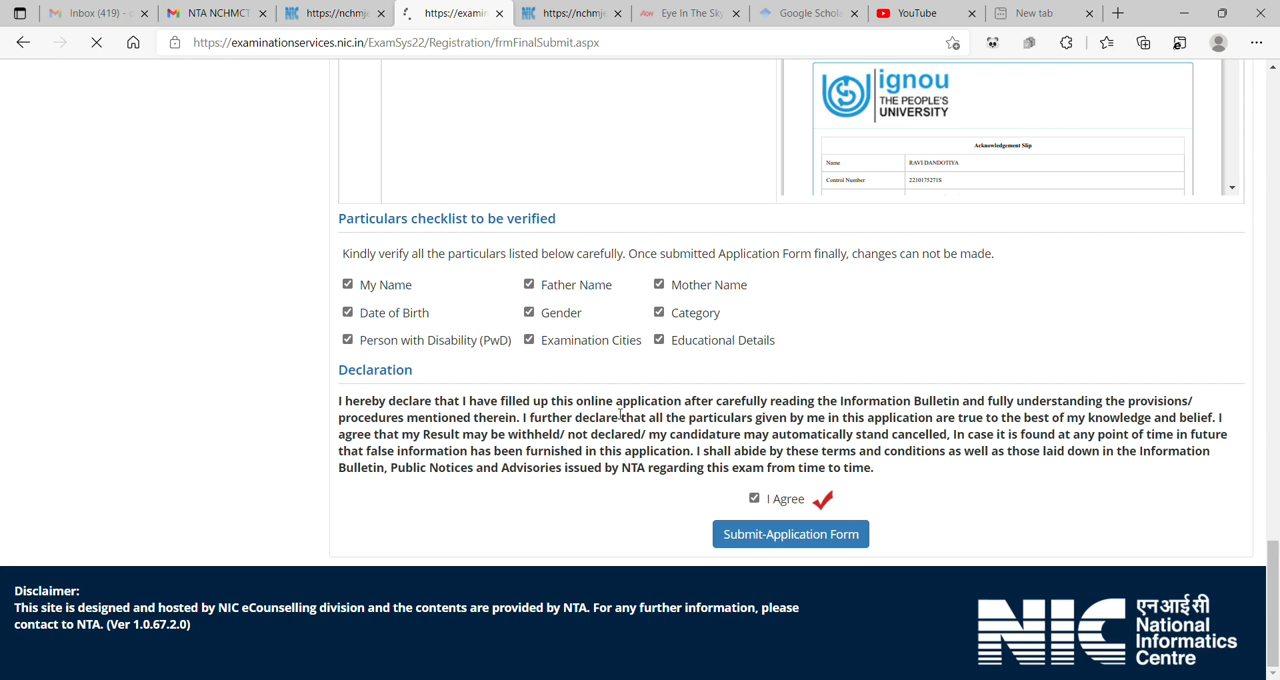 Inbox (419) - c
NTA NCHMCT
https://nchmje
https://examin
https://nchmje
Eye In The Sky
Google Schola
YouTube
New tab
https://examinationservices.nic.in/ExamSys22/Registration/frmFinalSubmit.aspx
ignou
THE PEOPLE'S
UNIVERSITY
Acknowledgement Slip
Name RAVI DANDOTIYA
Control Number 2210175271S
Particulars checklist to be verified
Kindly verify all the particulars listed below carefully. Once submitted Application Form finally, changes can not be made.
My Name Father Name Mother Name
Date of Birth Gender Category
Person with Disability (PwD) Examination Cities Educational Details
Declaration
I hereby declare that I have filled up this online application after carefully reading the Information Bulletin and fully understanding the provisions/
procedures mentioned therein. I further declare that all the particulars given by me in this application are true to the best of my knowledge and belief. I
agree that my Result may be withheld/ not declared/ my candidature may automatically stand cancelled, In case it is found at any point of time in future
that false information has been furnished in this application. I shall abide by these terms and conditions as well as those laid down in the Information
Bulletin, Public Notices and Advisories issued by NTA regarding this exam from time to time.
I Agree
Submit-Application Form
Disclaimer:
This site is designed and hosted by NIC eCounselling division and the contents are provided by NTA. For any further information, please
contact to NTA. (Ver 1.0.67.2.0)
NIC
एन आई सी
National
Informatics
Centre